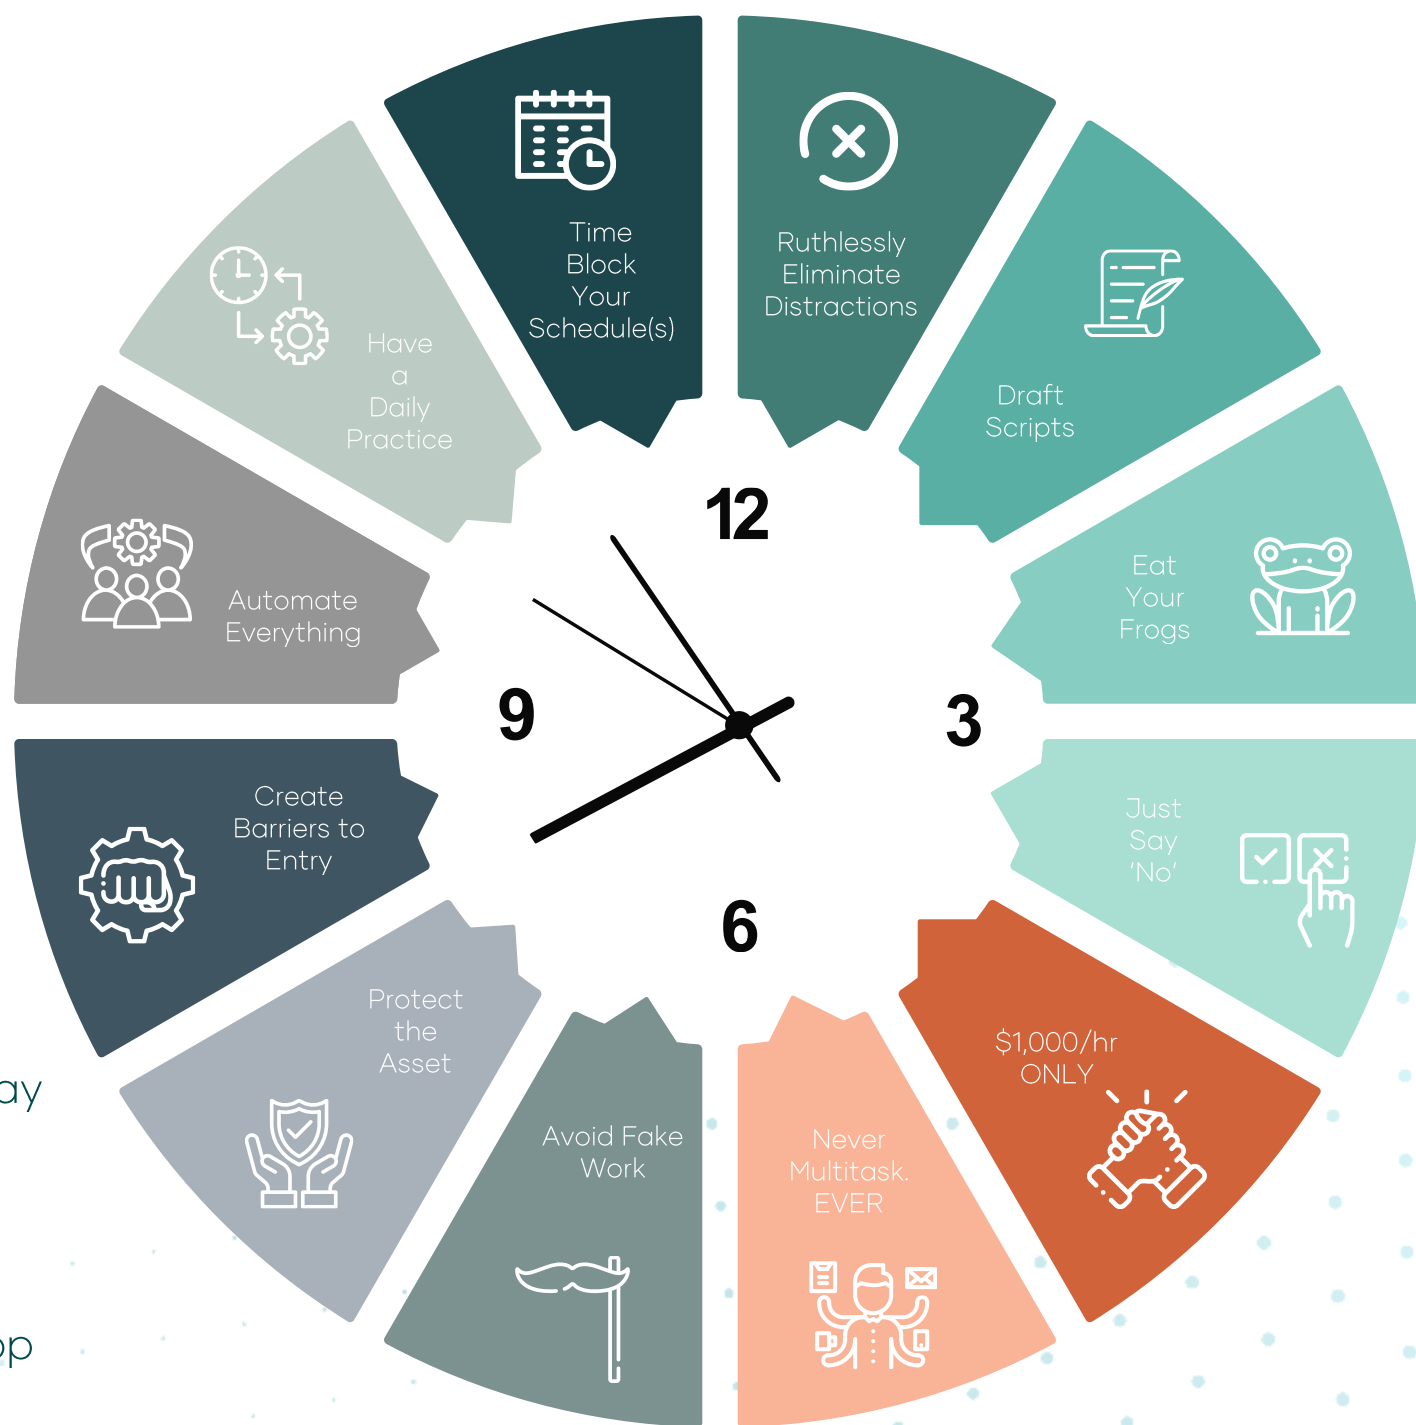 Time
Block
Your
Schedule(s)
Ruthlessly
Eliminate
Distractions
Draft
Scripts
Eat
Your
Frogs
Just
Say
‘No’
$1,000/hr
ONLY
Never
Multitask.
EVER
Avoid Fake
Work
Protect
the
Asset
Create
Barriers to
Entry
Automate
Everything
Have
a
Daily
Practice
12
3
6
9
ay
op